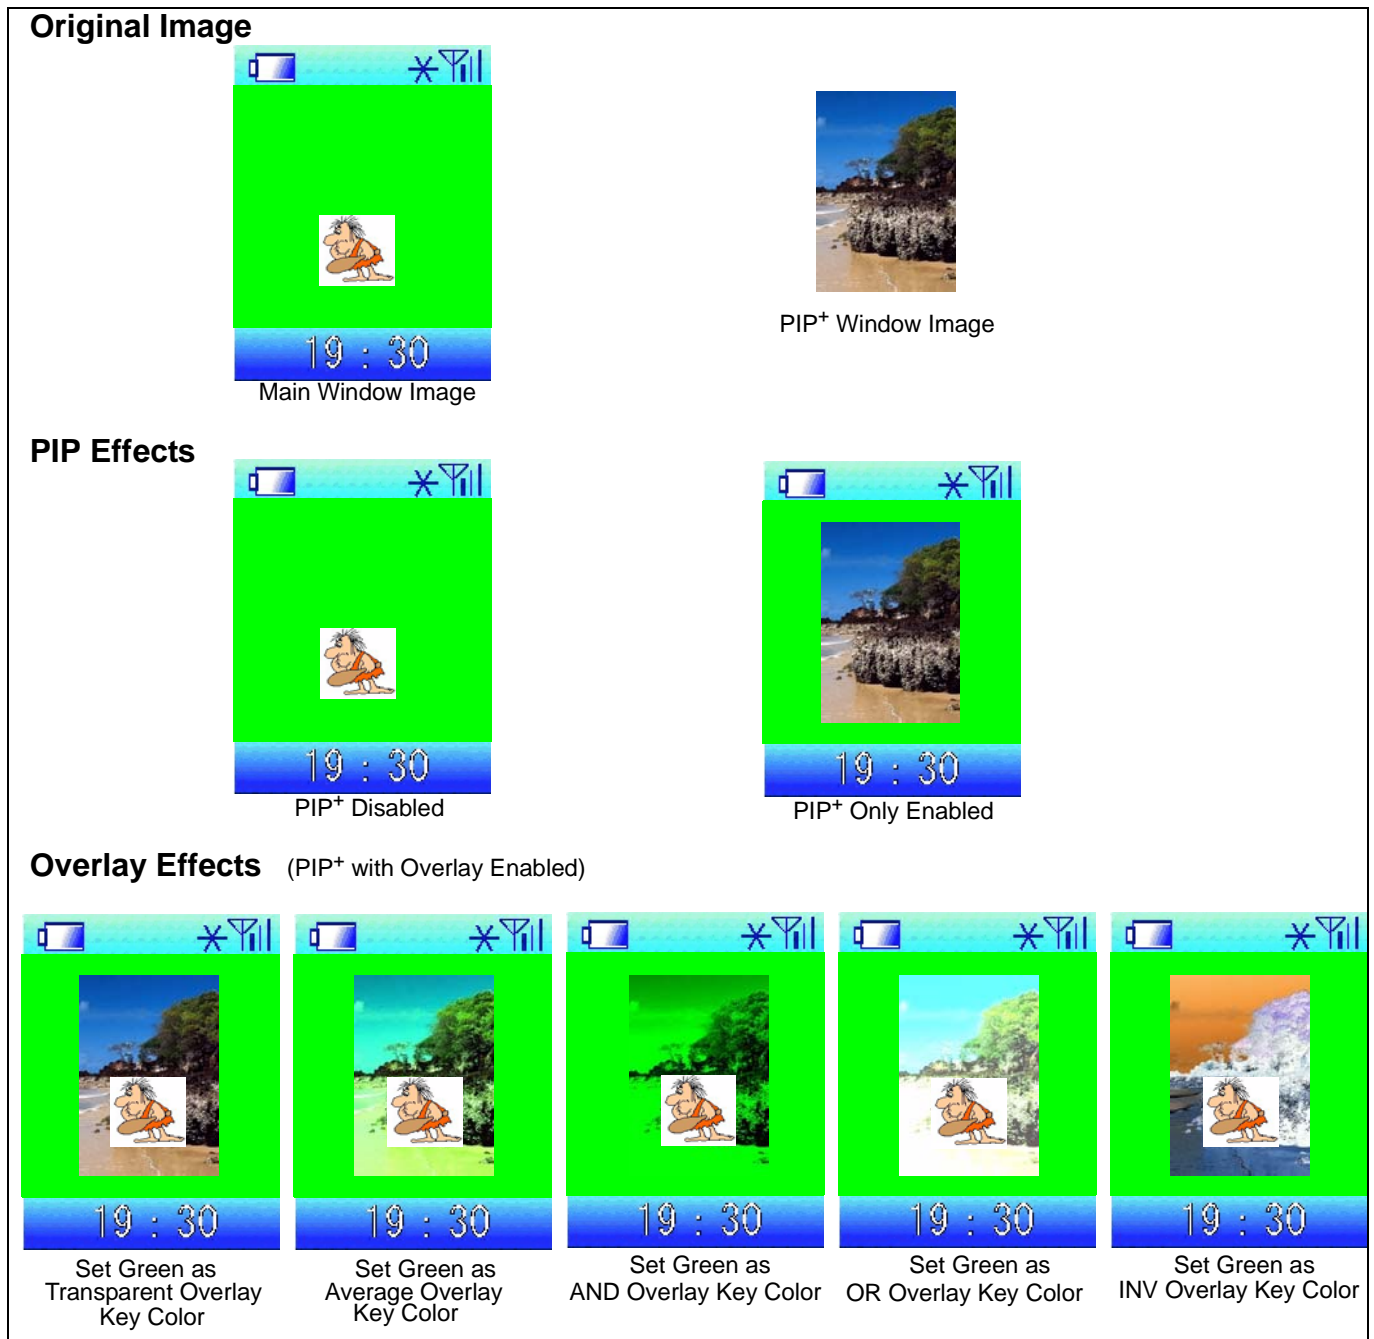 Original Image
19 : 30
Main Window Image
PIP+ Window Image
PIP Effects
19 : 30
PIP+ Disabled
19 : 30
PIP+ Only Enabled
Overlay Effects (PIP+ with Overlay Enabled)
19 : 30
19 : 30
19 : 30
19 : 30
19 : 30
Set Green as
Transparent Overlay
Key Color
Set Green as
Average Overlay
Key Color
Set Green as
AND Overlay Key Color
Set Green as
OR Overlay Key Color
Set Green as
INV Overlay Key Color